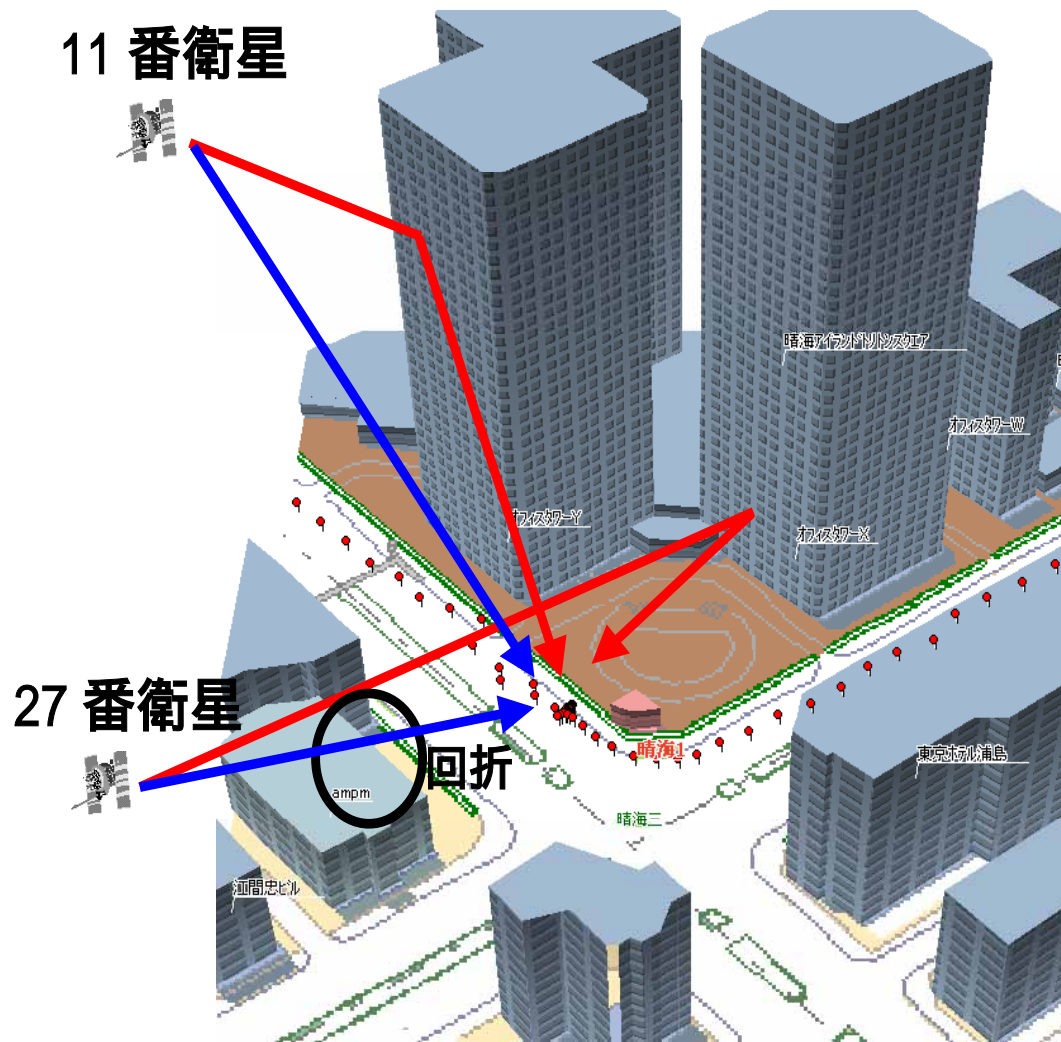 11 番衛星
晴海アイランドトリトンスクエア
オフィスタワーW
オフィスタワーY
オフィスタワーX
27 番衛星
回折
晴海1
東京ホテル浦島
ampm
晴海三
江間忠ビル